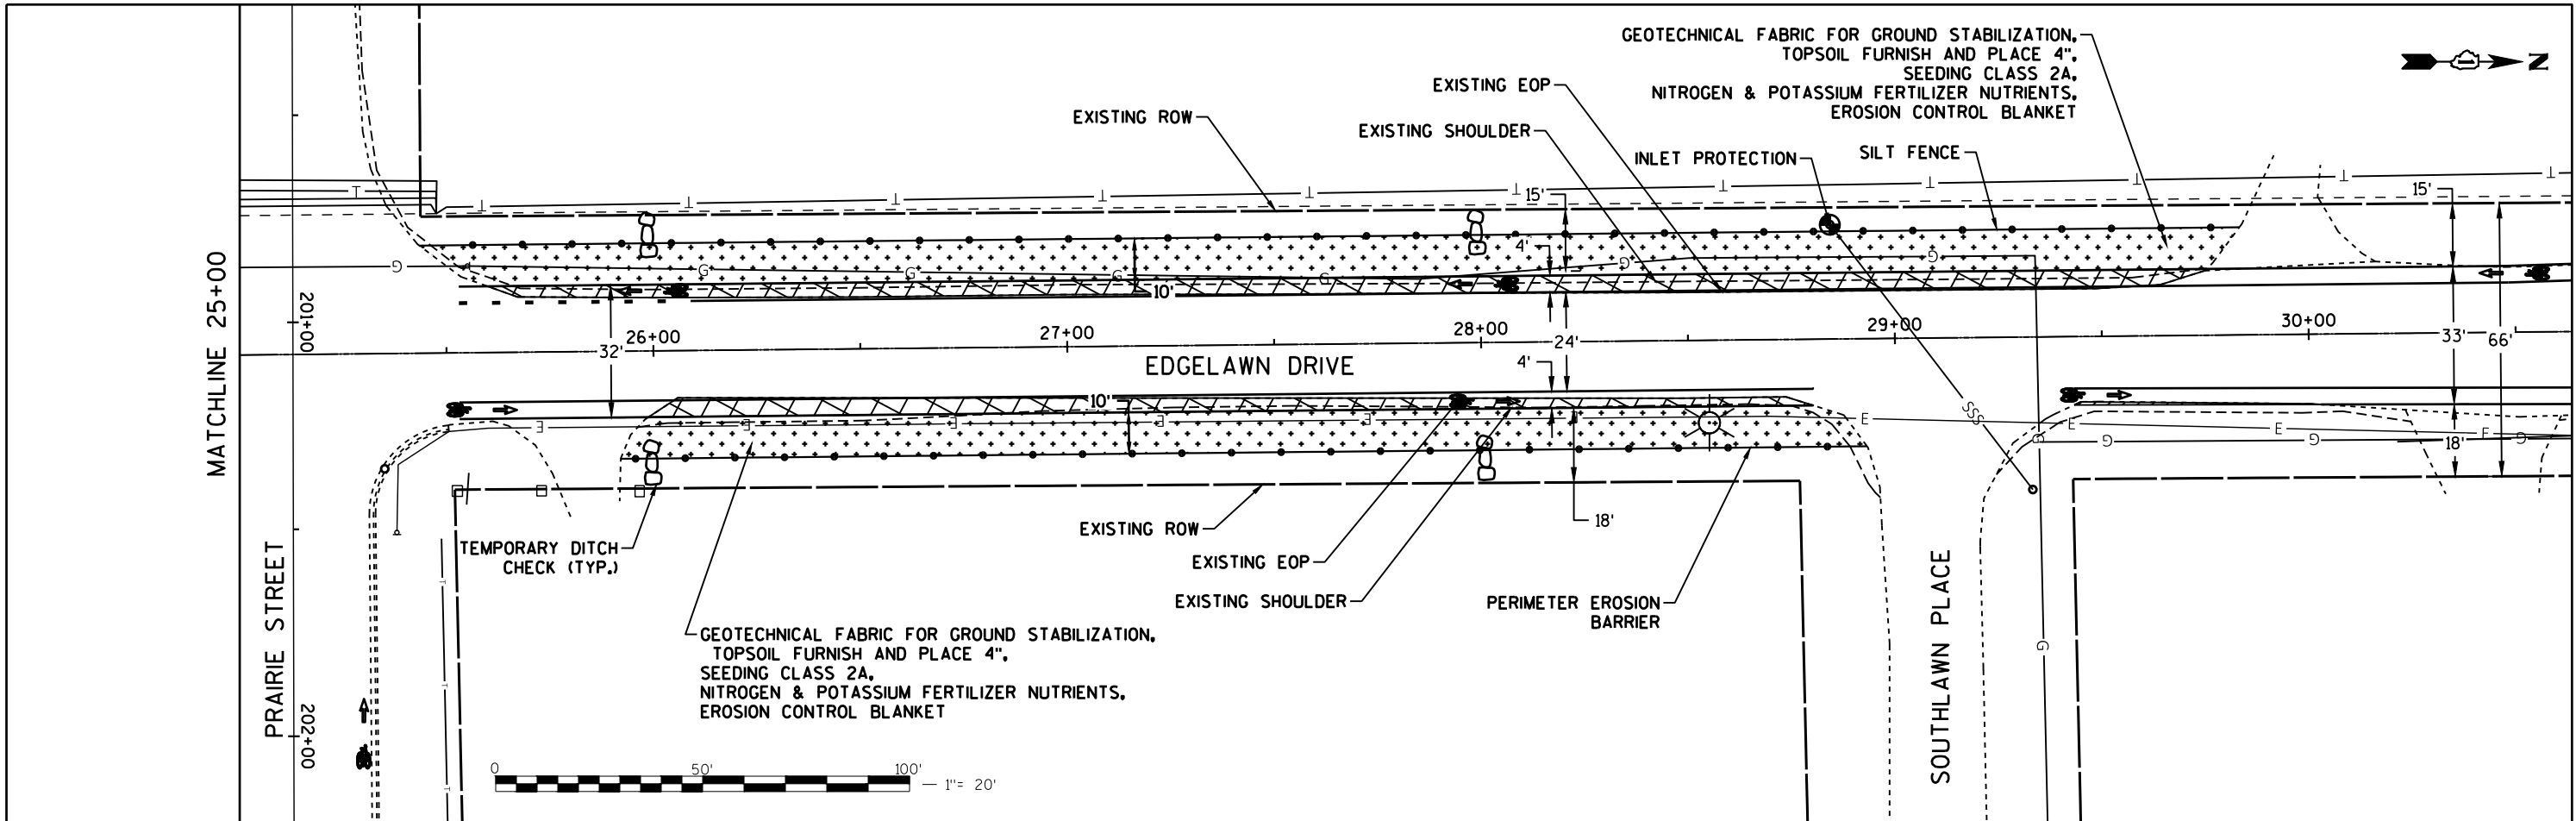 GEOTECHNICAL FABRIC FOR GROUND STABILIZATION,
TOPSOIL FURNISH AND PLACE 4",
SEEDING CLASS 2A,
NITROGEN & POTASSIUM FERTILIZER NUTRIENTS,
EROSION CONTROL BLANKET
N
EXISTING EOP
EXISTING ROW
EXISTING SHOULDER
INLET PROTECTION
SILT FENCE
T
T
T
T
T
T
T
T
T
T
T
T
15'
15'
4'
G
G
G
G
G
G
G
10'
MATCHLINE 25+00
201+00
26+00
27+00
28+00
29+00
30+00
32'
24'
33'
66'
EDGELAWN DRIVE
4'
10'
E
E
E
E
E
E
E
E
E
SSS
G
G
G
G
18'
18'
EXISTING ROW
TEMPORARY DITCH
CHECK (TYP.)
EXISTING EOP
EXISTING SHOULDER
PERIMETER EROSION
BARRIER
T
T
T
G
PRAIRIE STREET
202+00
SOUTHLAWN PLACE
GEOTECHNICAL FABRIC FOR GROUND STABILIZATION,
TOPSOIL FURNISH AND PLACE 4",
SEEDING CLASS 2A,
NITROGEN & POTASSIUM FERTILIZER NUTRIENTS,
EROSION CONTROL BLANKET
0 50' 100'
1"= 20'